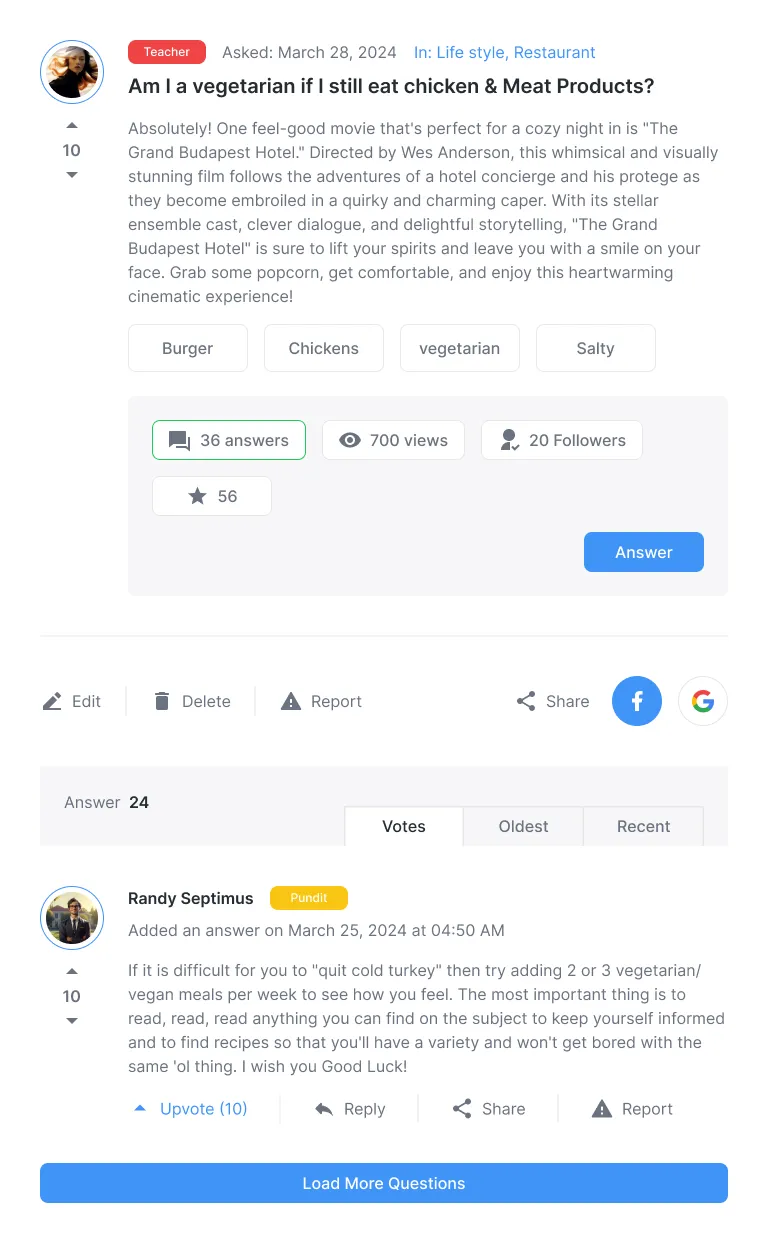 Teacher Asked: March 28, 2024 In: Life style, Restaurant
Am I a vegetarian if I still eat chicken & Meat Products?
10
Absolutely! One feel-good movie that's perfect for a cozy night in is "The
Grand Budapest Hotel." Directed by Wes Anderson, this whimsical and visually
stunning film follows the adventures of a hotel concierge and his protege as
they become embroiled in a quirky and charming caper. With its stellar
ensemble cast, clever dialogue, and delightful storytelling, "The Grand
Budapest Hotel" is sure to lift your spirits and leave you with a smile on your
face. Grab some popcorn, get comfortable, and enjoy this heartwarming
cinematic experience!
Burger Chickens vegetarian Salty
36 answers 700 views 20 Followers
56
Answer
Edit Delete Report Share
Answer 24
Votes Oldest Recent
Randy Septimus Pundit
Added an answer on March 25, 2024 at 04:50 AM
10
If it is difficult for you to "quit cold turkey" then try adding 2 or 3 vegetarian/
vegan meals per week to see how you feel. The most important thing is to
read, read, read anything you can find on the subject to keep yourself informed
and to find recipes so that you'll have a variety and won't get bored with the
same 'ol thing. I wish you Good Luck!
Upvote (10) Reply Share Report
Load More Questions